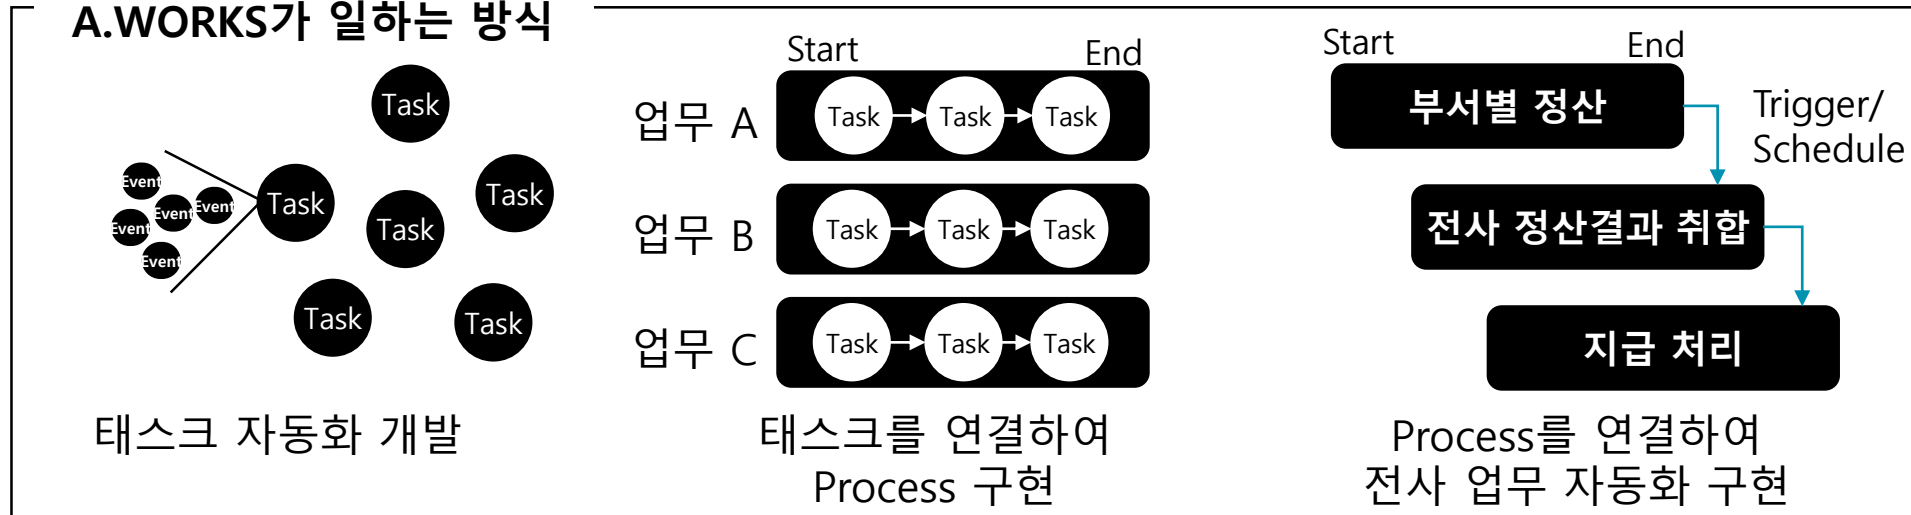 A.WORKS가 일하는 방식
Task
Task
Task
Task
Task
Task
Event
Event
Event
Event
Event
태스크 자동화 개발
Start End
업무 A Task Task Task
업무 B Task Task Task
업무 C Task Task Task
태스크를 연결하여
Process 구현
Start End
부서별 정산
Trigger/
Schedule
전사 정산결과 취합
지급 처리
Process를 연결하여
전사 업무 자동화 구현